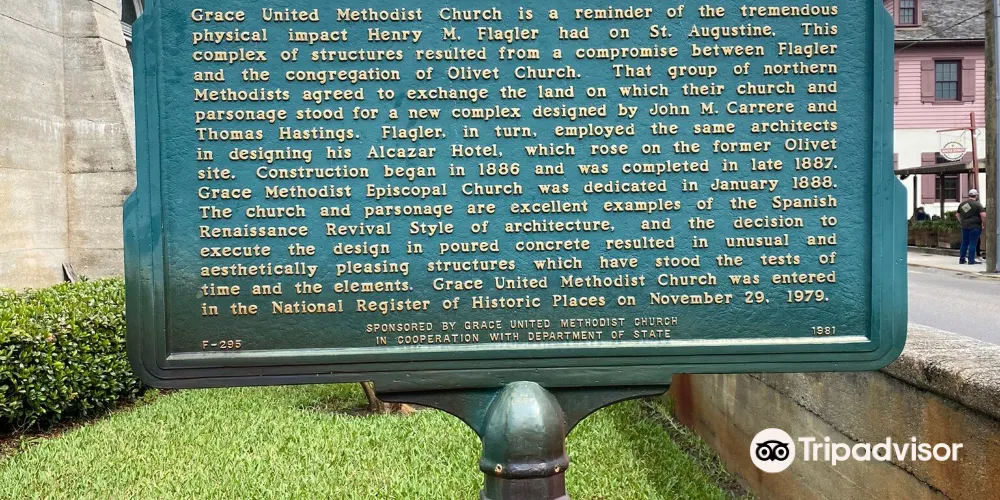 Grace United Methodist Church is a reminder of the tremendous
physical impact Henry M. Flagler had on St. Augustine. This
complex of structures resulted from a compromise between Flagler
and the congregation of Olivet Church. That group of northern
Methodists agreed to exchange the land on which their church and
parsonage stood for a new complex designed by John M. Carrere and
Thomas Hastings. Flagler, in turn, employed the same architects
in designing his Alcazar Hotel, which rose on the former Olivet
site. Construction began in 1886 and was completed in late 1887.
Grace Methodist Episcopal Church was dedicated in January 1888.
The church and parsonage are excellent examples of the Spanish
Renaissance Revival Style of architecture, and the decision to
execute the design in poured concrete resulted in unusual and
aesthetically pleasing structures which have stood the tests of
time and the elements. Grace United Methodist Church was entered
in the National Register of Historic Places on November 29, 1979.
SPONSORED BY GRACE UNITED METHODIST CHURCH
IN COOPERATION WITH DEPARTMENT OF STATE
F-295
1981
Tripadvisor